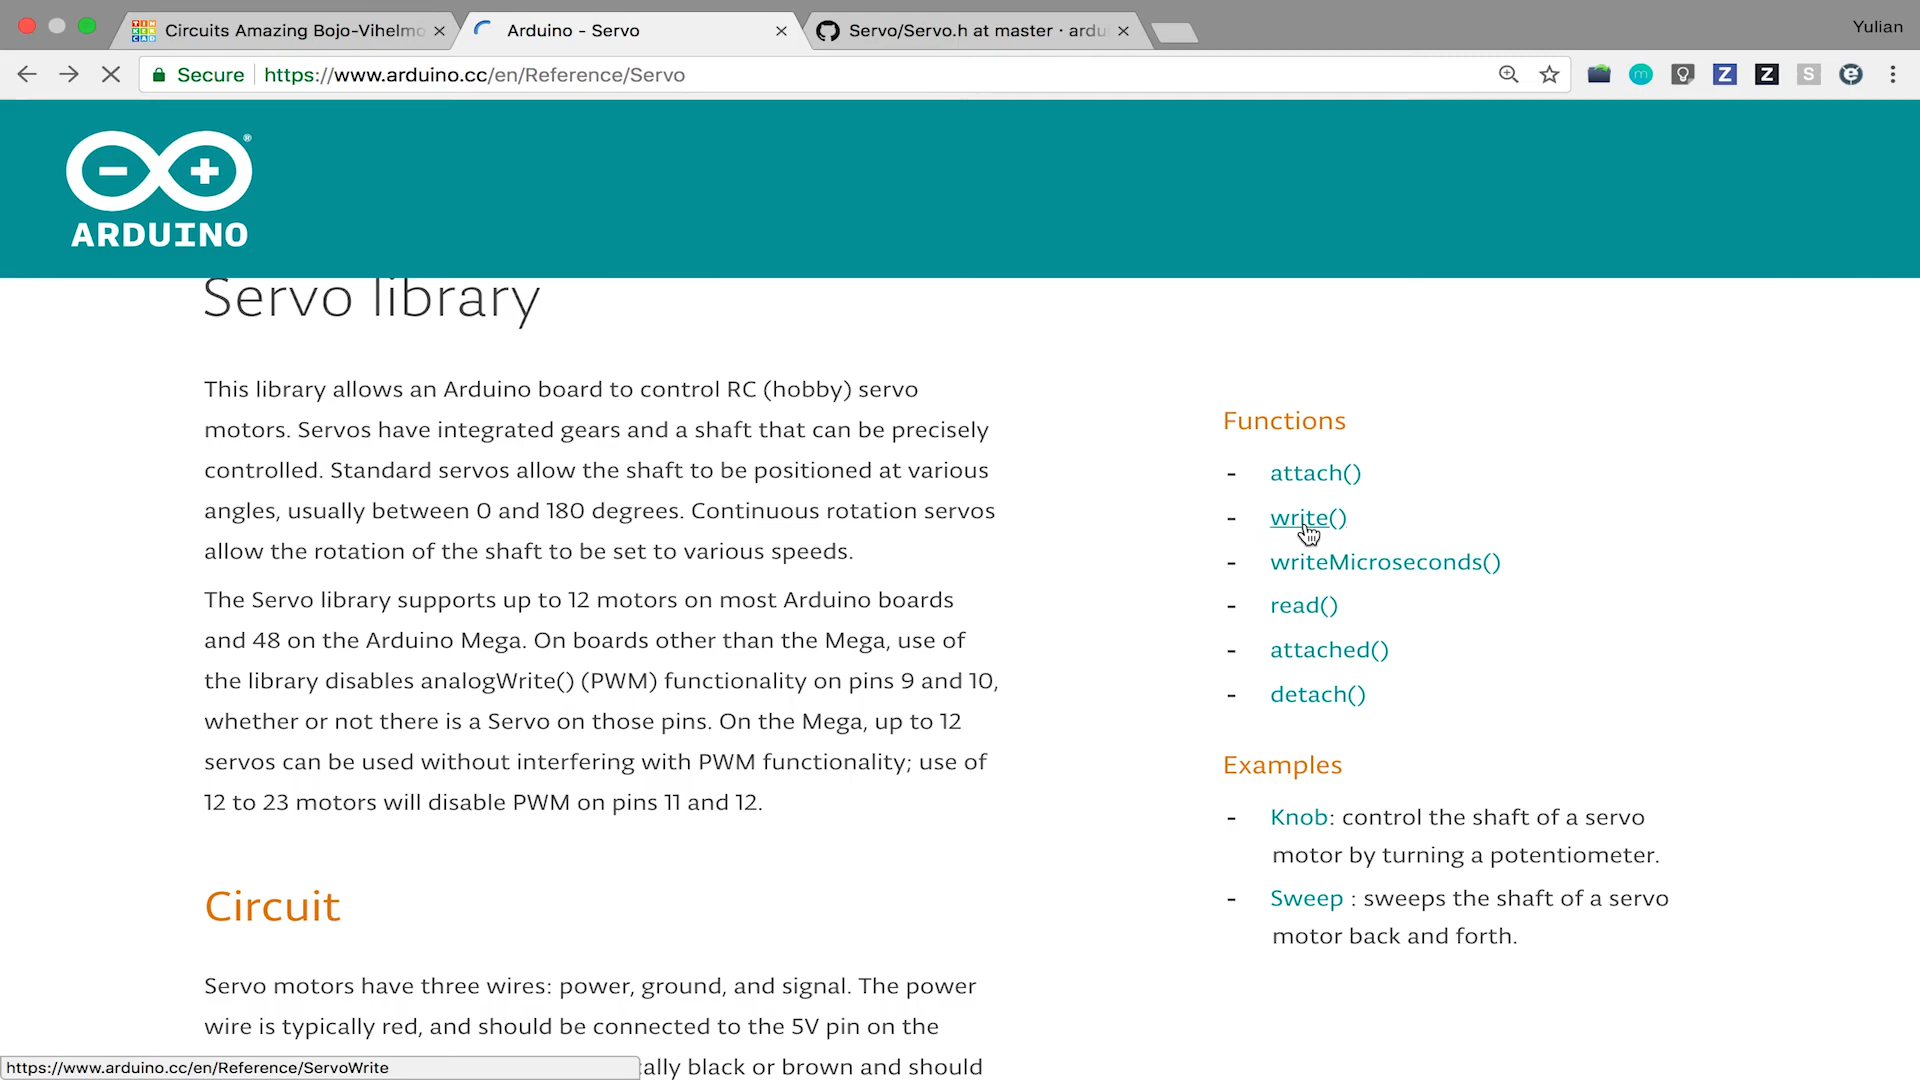 Circuits Amazing Bojo-Vihelmo
Arduino - Servo
Servo/Servo.h at master · ardu
Yulian
Secure
https://www.arduino.cc/en/Reference/Servo
ARDUINO
Servo library
This library allows an Arduino board to control RC (hobby) servo
motors. Servos have integrated gears and a shaft that can be precisely
controlled. Standard servos allow the shaft to be positioned at various
angles, usually between 0 and 180 degrees. Continuous rotation servos
allow the rotation of the shaft to be set to various speeds.
The Servo library supports up to 12 motors on most Arduino boards
and 48 on the Arduino Mega. On boards other than the Mega, use of
the library disables analogWrite() (PWM) functionality on pins 9 and 10,
whether or not there is a Servo on those pins. On the Mega, up to 12
servos can be used without interfering with PWM functionality; use of
12 to 23 motors will disable PWM on pins 11 and 12.
Circuit
Servo motors have three wires: power, ground, and signal. The power
wire is typically red, and should be connected to the 5V pin on the
ally black or brown and should
Functions
- attach()
- write()
- writeMicroseconds()
- read()
- attached()
- detach()
Examples
- Knob: control the shaft of a servo
motor by turning a potentiometer.
- Sweep : sweeps the shaft of a servo
motor back and forth.
https://www.arduino.cc/en/Reference/ServoWrite